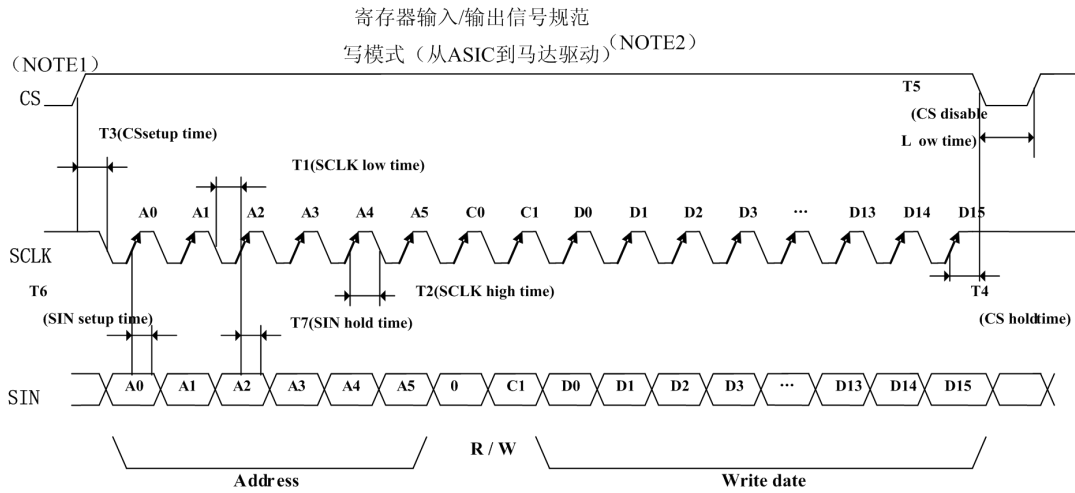 寄存器输入/输出信号规范
写模式（从ASIC到马达驱动）（NOTE2）
（NOTE1）
CS
T5
(CS disable
L ow time)
T3(CSsetup time)
T1(SCLK low time)
A0 A1 A2 A3 A4 A5 C0 C1 D0 D1 D2 D3 ··· D13 D14 D15
SCLK
T6
(SIN setup time)
T2(SCLK high time)
T7(SIN hold time)
T4
(CS holdtime)
SIN
A0 A1 A2 A3 A4 A5 0 C1 D0 D1 D2 D3 ··· D13 D14 D15
R / W
Address
Write date